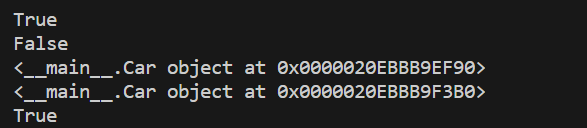 True
False
<__main__.Car object at 0x0000020EBBB9EF90>
<__main__.Car object at 0x0000020EBBB9F3B0>
True